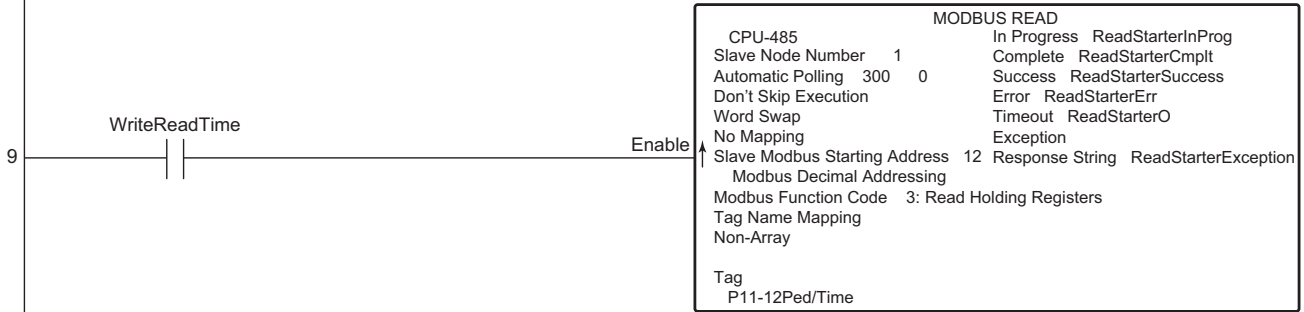 MODBUS READ
CPU-485 In Progress ReadStarterInProg
Slave Node Number 1 Complete ReadStarterCmplt
Automatic Polling 300 0 Success ReadStarterSuccess
Don't Skip Execution Error ReadStarterErr
Word Swap Timeout ReadStarterO
WriteReadTime
No Mapping Exception
Enable
9
Slave Modbus Starting Address 12 Response String ReadStarterException
Modbus Decimal Addressing
Modbus Function Code 3: Read Holding Registers
Tag Name Mapping
Non-Array
Tag
P11-12Ped/Time